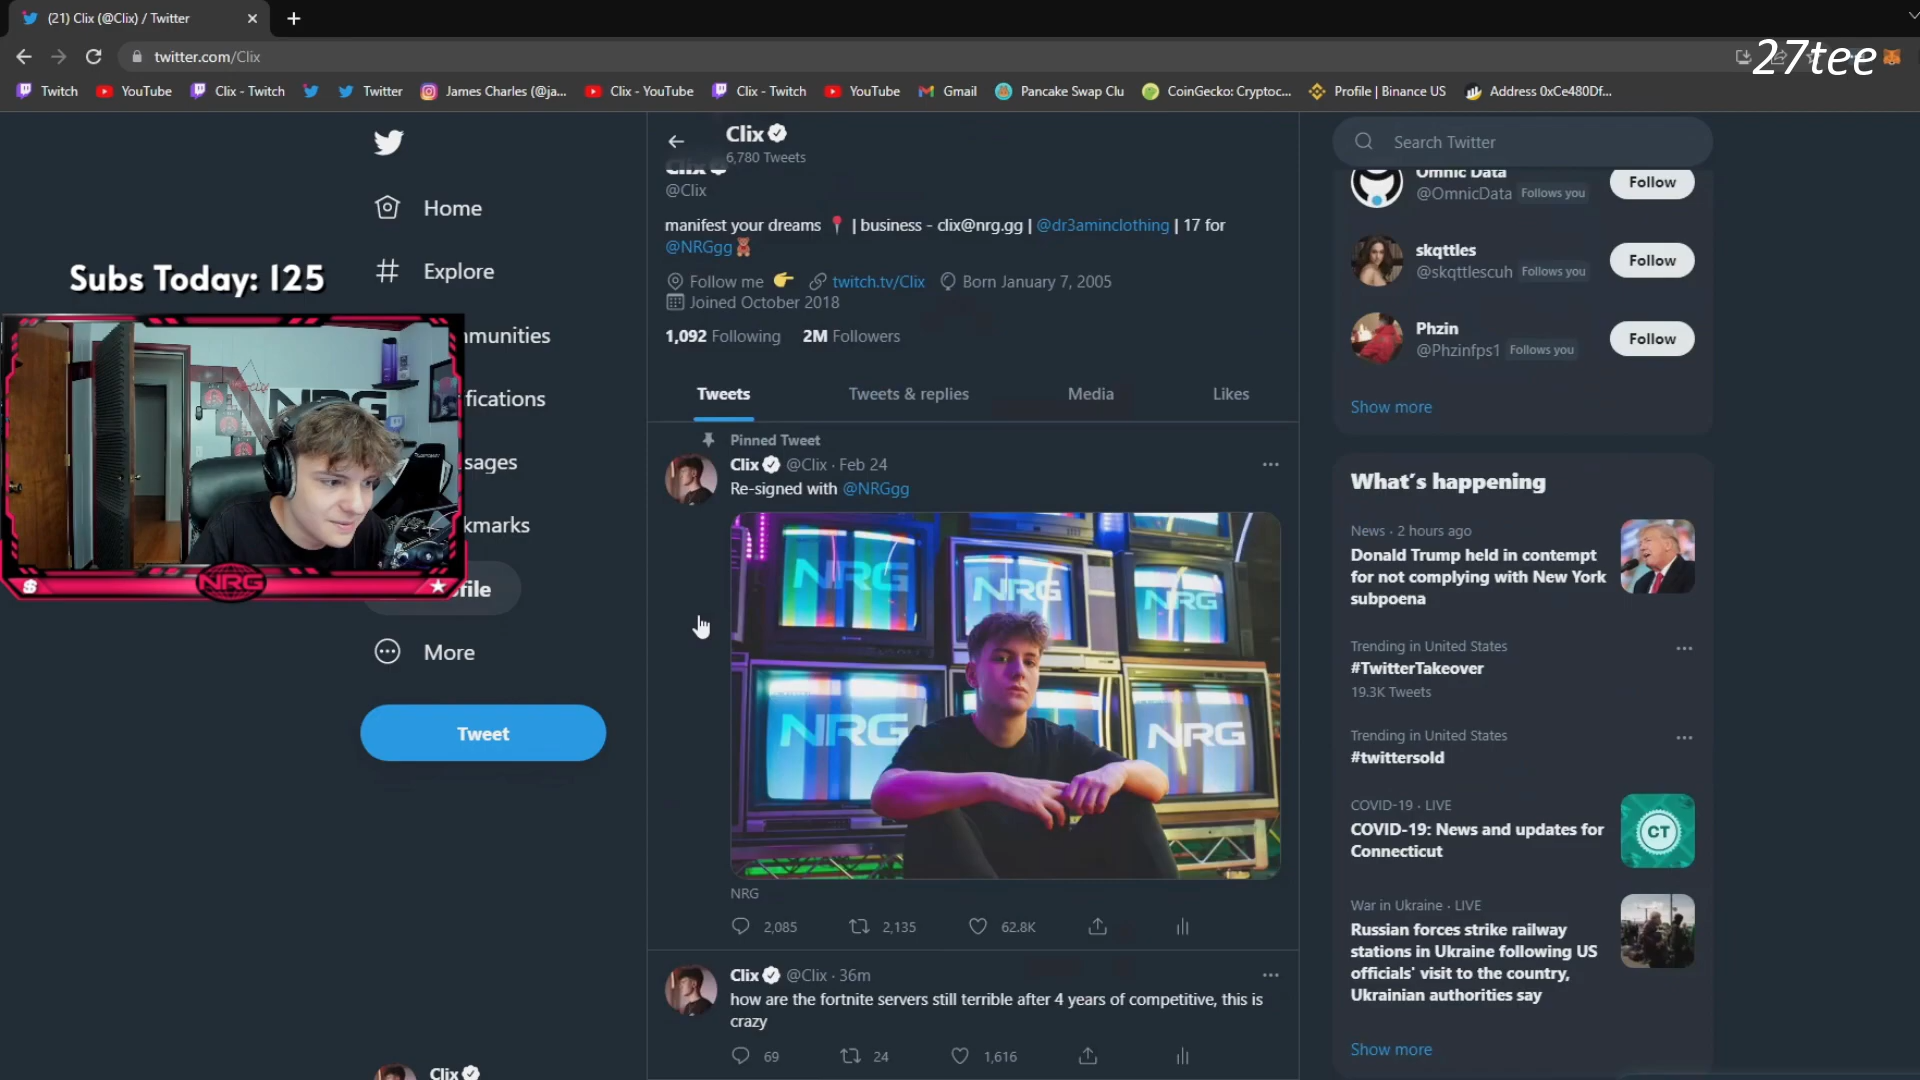 (21) Clix (@Clix) / Twitter
twitter.com/Clix
27tee
Twitch
YouTube
Clix - Twitch
Twitter
James Charles (@ja...
Clix - YouTube
Clix - Twitch
YouTube
Gmail
Pancake Swap Clu
CoinGecko: Cryptoc...
Profile | Binance US
Address 0xCe480Df...
Home
Explore
mmunities
fications
sages
kmarks
file
More
Tweet
Clix
Subs Today: 125
NRG
NRG
Clix
6,780 Tweets
Clix
@Clix
manifest your dreams 📍 | business - clix@nrg.gg | @dr3aminclothing | 17 for
@NRGgg🧸
Follow me 👉 twitch.tv/Clix Born January 7, 2005
Joined October 2018
1,092 Following 2M Followers
Tweets
Tweets & replies
Media
Likes
Pinned Tweet
Clix @Clix · Feb 24
Re-signed with @NRGgg
NRG
NRG
NRG
NRG
NRG
NRG
2,085
2,135
62.8K
Clix @Clix · 36m
how are the fortnite servers still terrible after 4 years of competitive, this is
crazy
69
24
1,616
Search Twitter
Omnic Data
@OmnicData Follows you
Follow
skqttles
@skqttlescuh Follows you
Follow
Phzin
@Phzinfps1 Follows you
Follow
Show more
What's happening
News · 2 hours ago
Donald Trump held in contempt
for not complying with New York
subpoena
Trending in United States
#TwitterTakeover
19.3K Tweets
Trending in United States
#twittersold
COVID-19 · LIVE
COVID-19: News and updates for
Connecticut
CT
War in Ukraine · LIVE
Russian forces strike railway
stations in Ukraine following US
officials' visit to the country,
Ukrainian authorities say
Show more